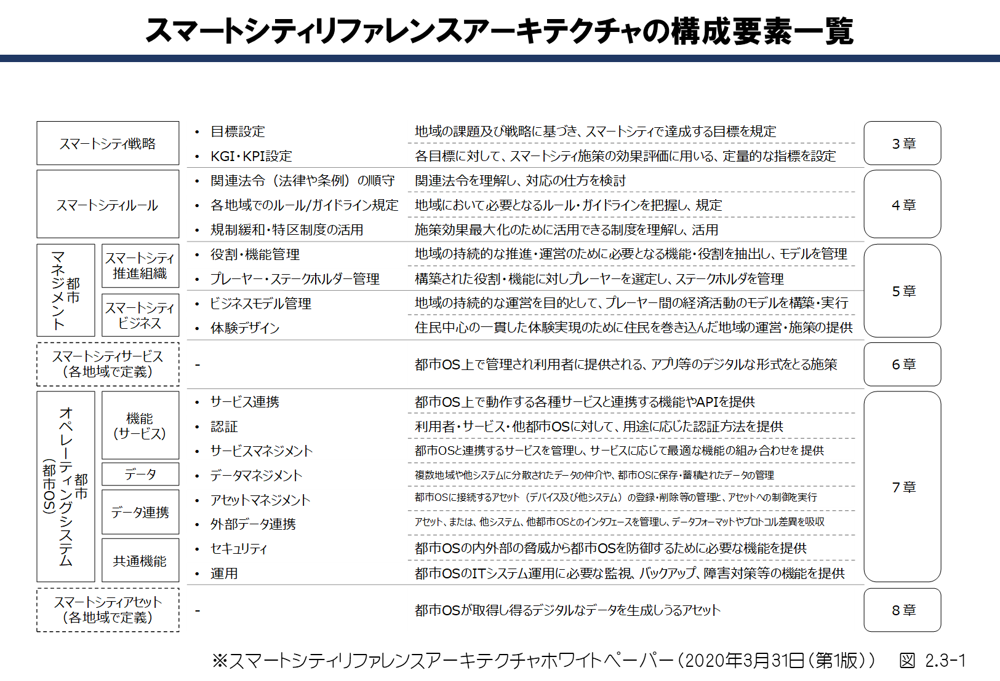 スマートシティリファレンスアーキテクチャの構成要素一覧
スマートシティ戦略
• 目標設定
地域の課題及び戦略に基づき、スマートシティで達成する目標を規定
• KGI・KPI設定
各目標に対して、スマートシティ施策の効果評価に用いる、定量的な指標を設定
3章
スマートシティルール
• 関連法令（法律や条例）の順守
関連法令を理解し、対応の仕方を検討
• 各地域でのルール/ガイドライン規定
地域において必要となるルール・ガイドラインを把握し、規定
• 規制緩和・特区制度の活用
施策効果最大化のために活用できる制度を理解し、活用
4章
都市
マネジメント
スマートシティ
推進組織
• 役割・機能管理
地域の持続的な推進・運営のために必要となる機能・役割を抽出し、モデルを管理
• プレーヤー・ステークホルダー管理
構築された役割・機能に対しプレーヤーを選定し、ステークホルダを管理
スマートシティ
ビジネス
• ビジネスモデル管理
地域の持続的な運営を目的として、プレーヤー間の経済活動のモデルを構築・実行
• 体験デザイン
住民中心の一貫した体験実現のために住民を巻き込んだ地域の運営・施策の提供
5章
スマートシティサービス
（各地域で定義）
-
都市OS上で管理され利用者に提供される、アプリ等のデジタルな形式をとる施策
6章
都市
オペレーティングシステム
（都市OS）
機能
（サービス）
• サービス連携
都市OS上で動作する各種サービスと連携する機能やAPIを提供
• 認証
利用者・サービス・他都市OSに対して、用途に応じた認証方法を提供
• サービスマネジメント
都市OSと連携するサービスを管理し、サービスに応じて最適な機能の組み合わせを提供
データ
• データマネジメント
複数地域や他システムに分散されたデータの仲介や、都市OSに保存・蓄積されたデータの管理
データ連携
• アセットマネジメント
都市OSに接続するアセット（デバイス及び他システム）の登録・削除等の管理と、アセットへの制御を実行
• 外部データ連携
アセット、または、他システム、他都市OSとのインタフェースを管理し、データフォーマットやプロトコル差異を吸収
共通機能
• セキュリティ
都市OSの内外部の脅威から都市OSを防御するために必要な機能を提供
• 運用
都市OSのITシステム運用に必要な監視、バックアップ、障害対策等の機能を提供
7章
スマートシティアセット
（各地域で定義）
-
都市OSが取得し得るデジタルなデータを生成しうるアセット
8章
※スマートシティリファレンスアーキテクチャホワイトペーパー（2020年3月31日（第1版）） 図 2.3-1